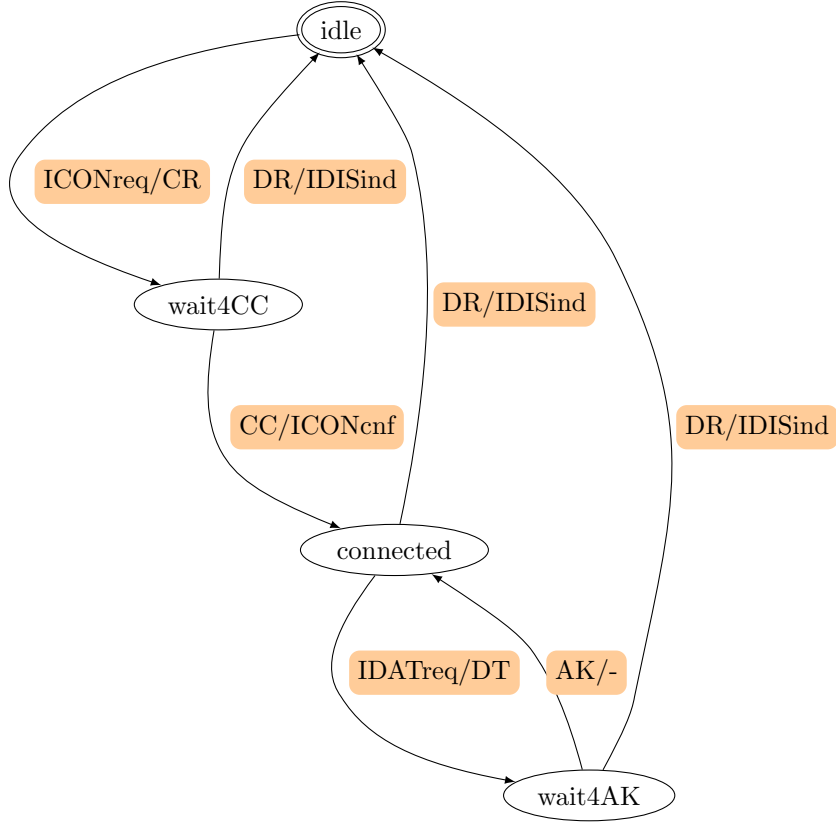 idle
ICONreq/CR
DR/IDISind
wait4CC
DR/IDISind
CC/ICONcnf
DR/IDISind
connected
IDATreq/DT
AK/-
wait4AK